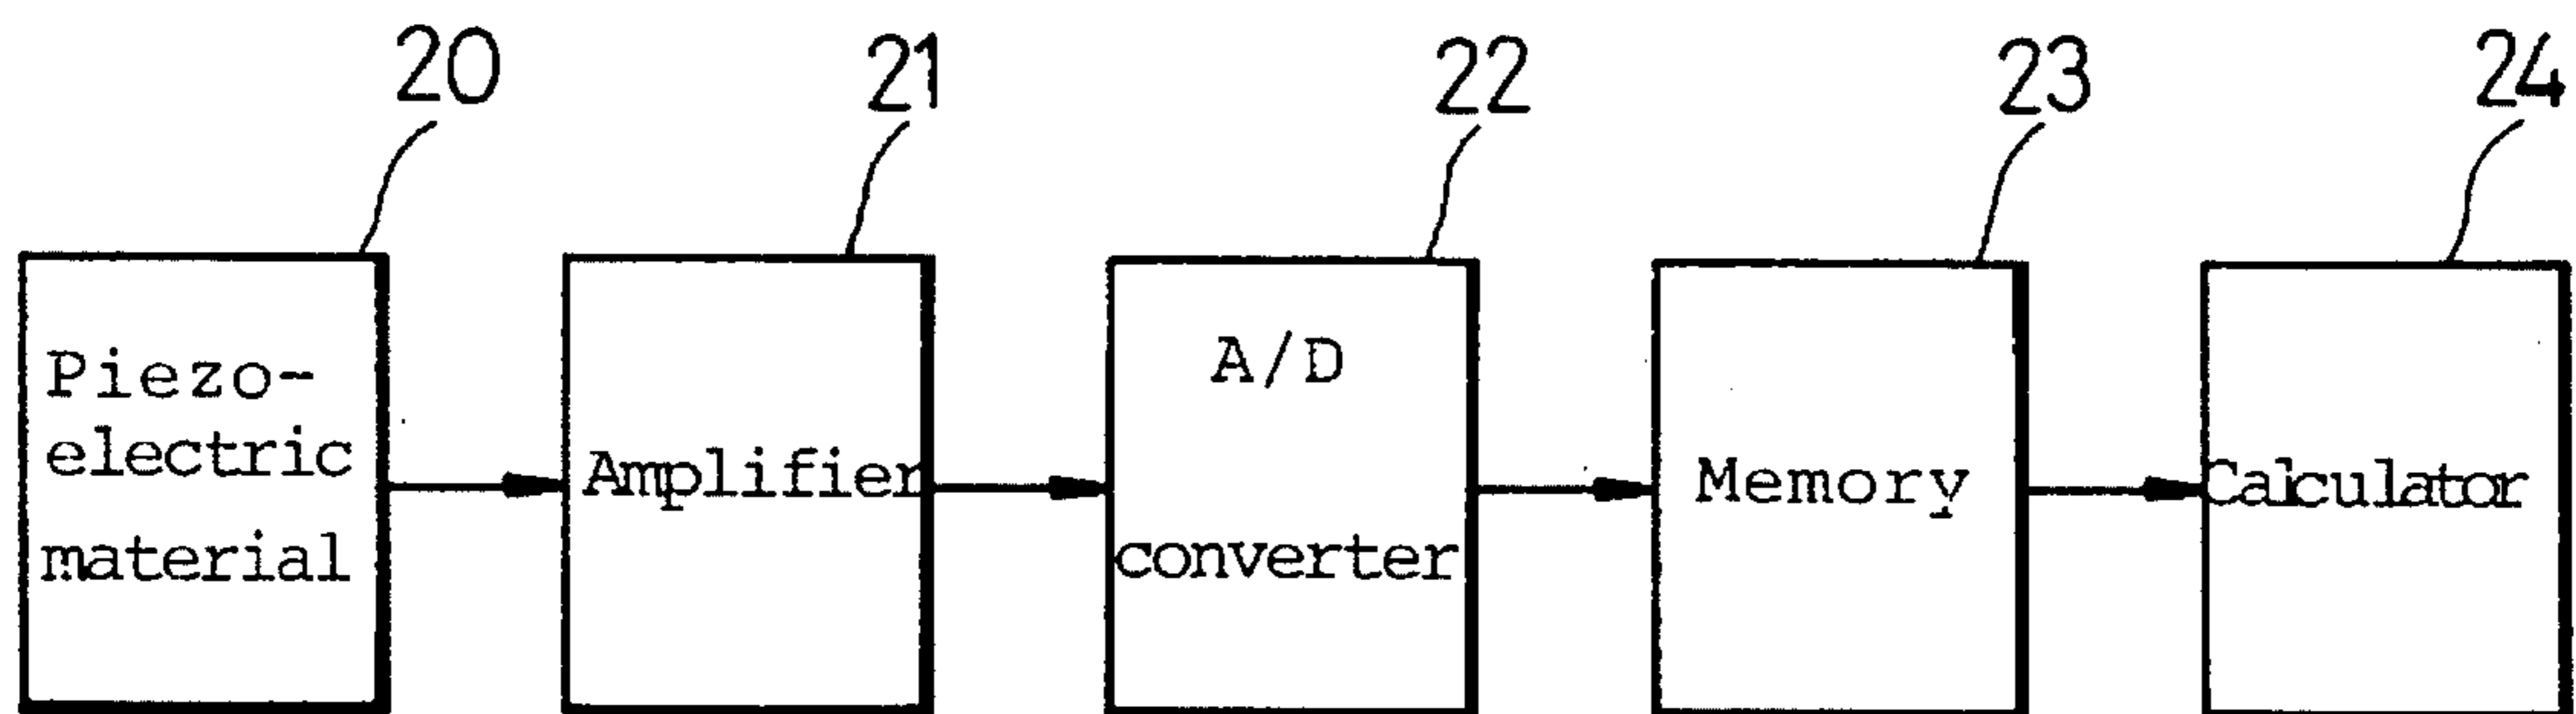 20 21 22 23 24
Piezo-
electric
material
Amplifier
A/D
converter
Memory
Calculator